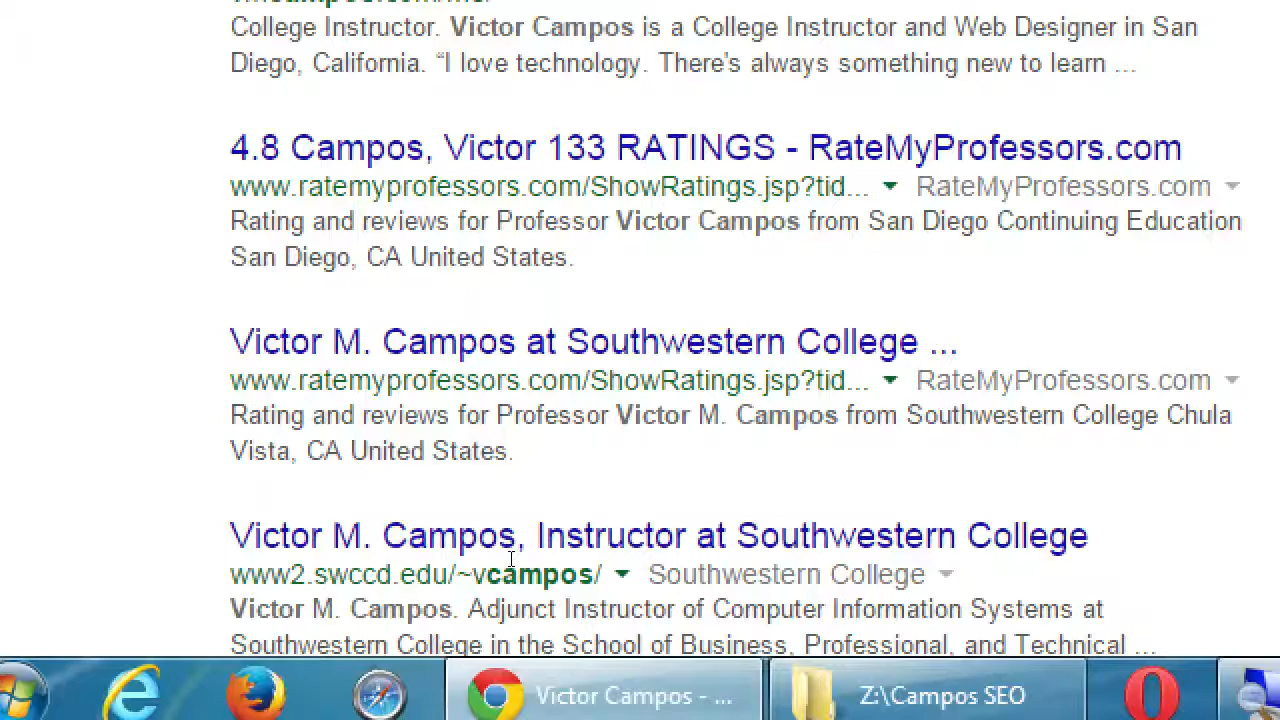 College Instructor. Victor Campos is a College Instructor and Web Designer in San
Diego, California. “I love technology. There's always something new to learn ...
4.8 Campos, Victor 133 RATINGS - RateMyProfessors.com
www.ratemyprofessors.com/ShowRatings.jsp?tid... RateMyProfessors.com
Rating and reviews for Professor Victor Campos from San Diego Continuing Education
San Diego, CA United States.
Victor M. Campos at Southwestern College ...
www.ratemyprofessors.com/ShowRatings.jsp?tid... RateMyProfessors.com
Rating and reviews for Professor Victor M. Campos from Southwestern College Chula
Vista, CA United States.
Victor M. Campos, Instructor at Southwestern College
www2.swccd.edu/~vcampos/ Southwestern College
Victor M. Campos. Adjunct Instructor of Computer Information Systems at
Southwestern College in the School of Business, Professional, and Technical ...
Victor Campos - ... Z:\Campos SEO